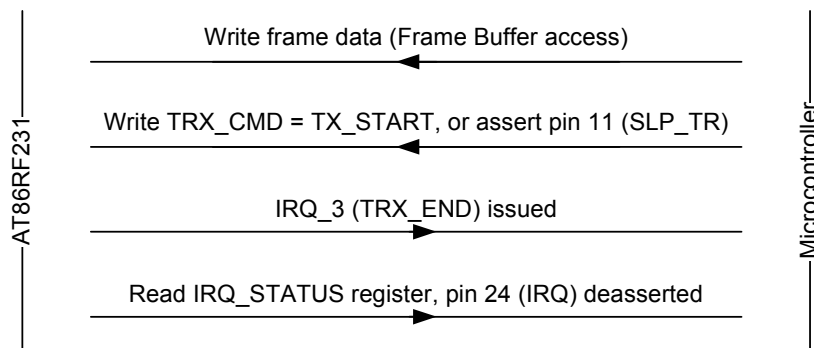 Write frame data (Frame Buffer access)
Write TRX_CMD = TX_START, or assert pin 11 (SLP_TR)
AT86RF231
Microcontroller
IRQ_3 (TRX_END) issued
Read IRQ_STATUS register, pin 24 (IRQ) deasserted